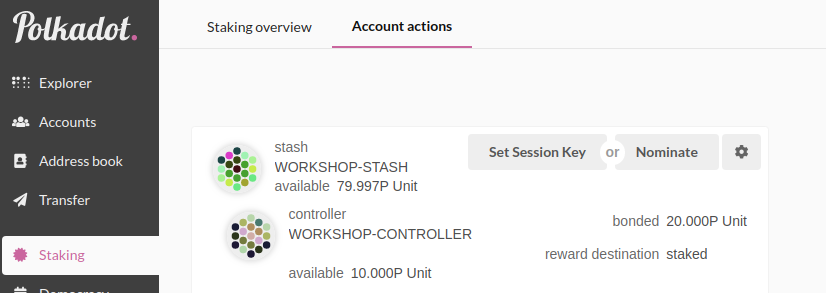 Polkadot.
Staking overview
Account actions
Explorer
Accounts
Address book
Transfer
Staking
Democracy
stash
WORKSHOP-STASH
available 79.997P Unit
Set Session Key or Nominate
controller
WORKSHOP-CONTROLLER
available 10.000P Unit
bonded 20.000P Unit
reward destination staked